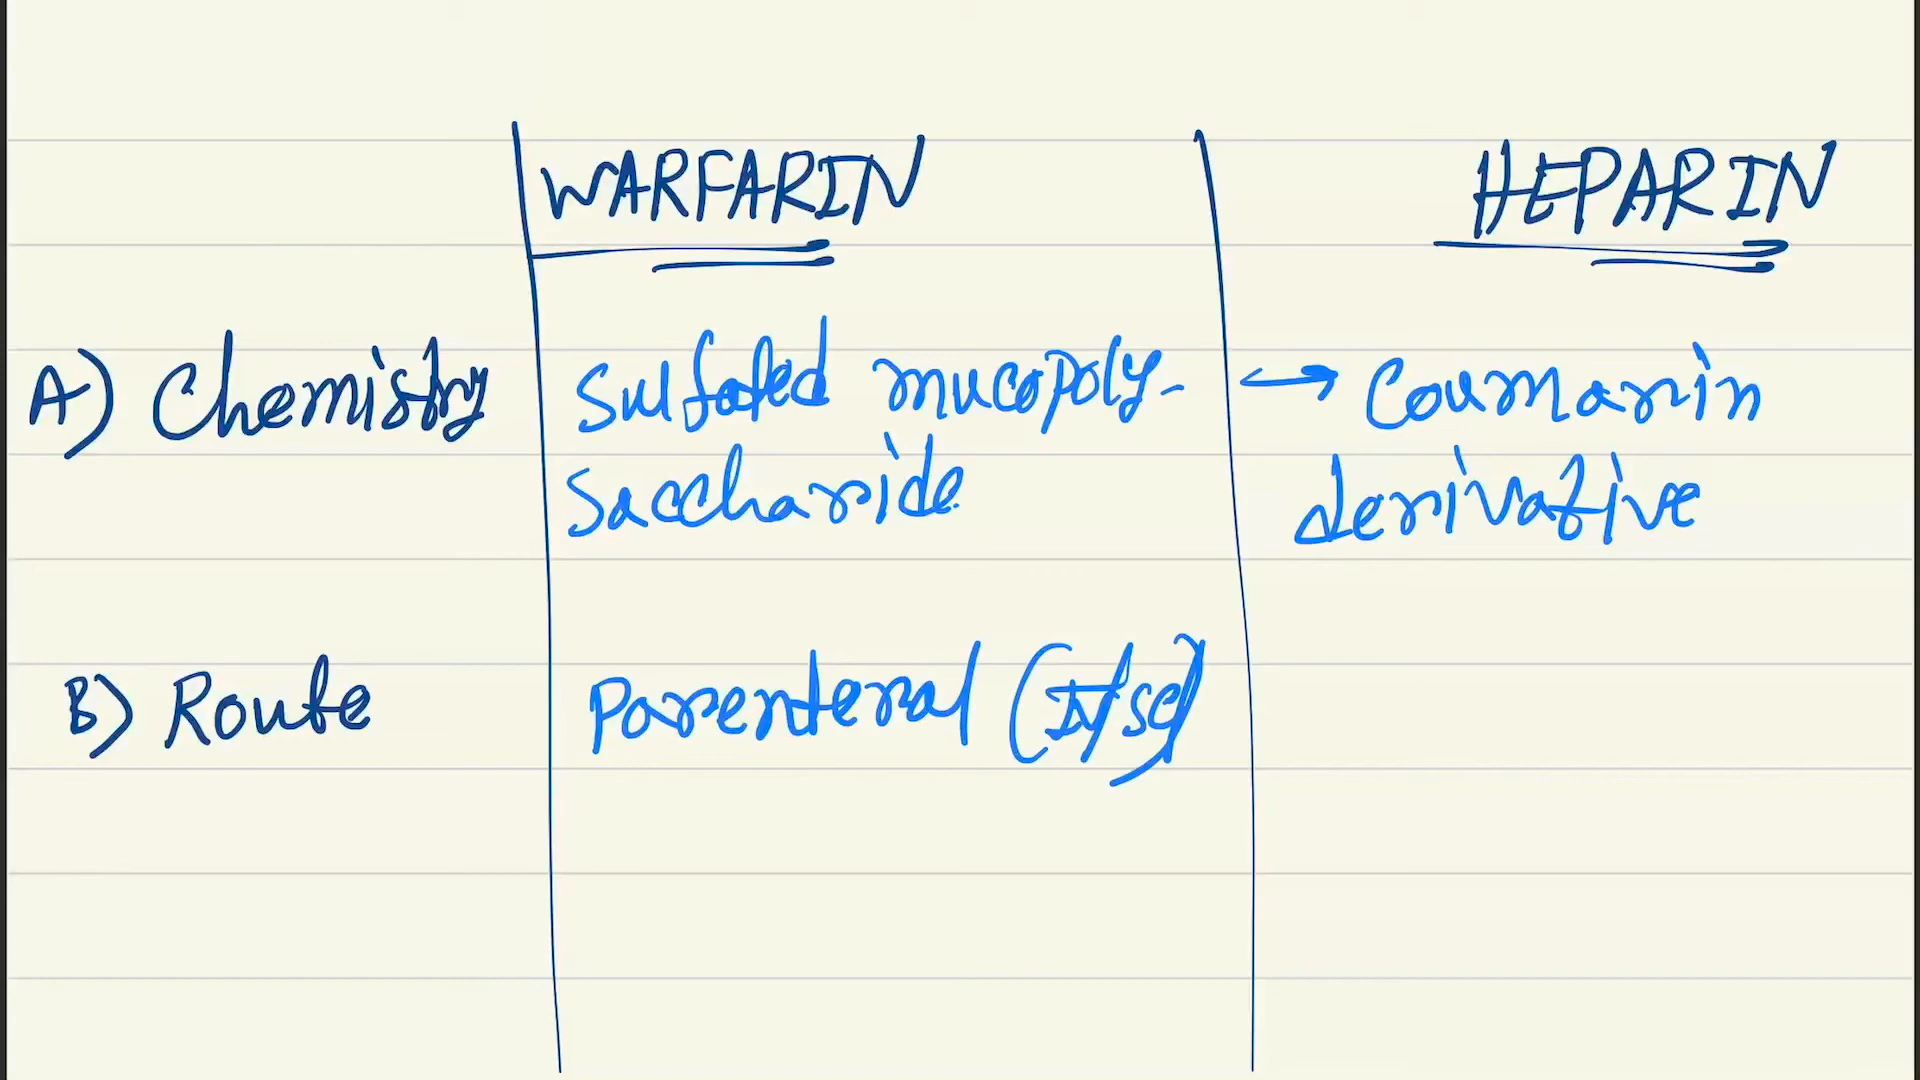 WARFARIN HEPARIN
A) Chemistry Sulfated mucopoly- → Coumarin
saccharide derivative
B) Route Parenteral (IV/SC)